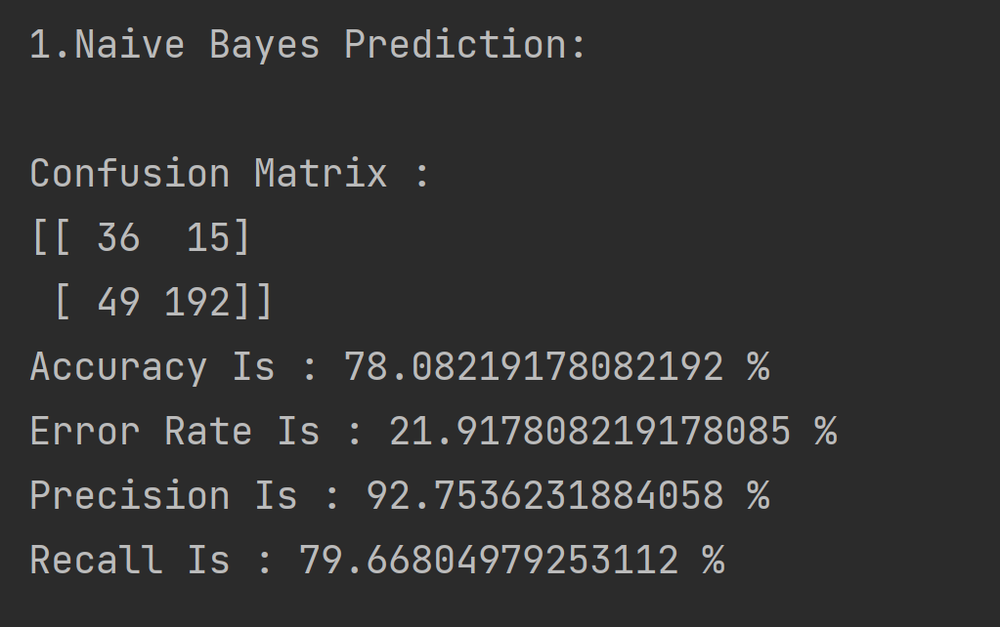 1.Naive Bayes Prediction:
Confusion Matrix :
[[ 36  15]
 [ 49 192]]
Accuracy Is : 78.08219178082192 %
Error Rate Is : 21.917808219178085 %
Precision Is : 92.7536231884058 %
Recall Is : 79.66804979253112 %